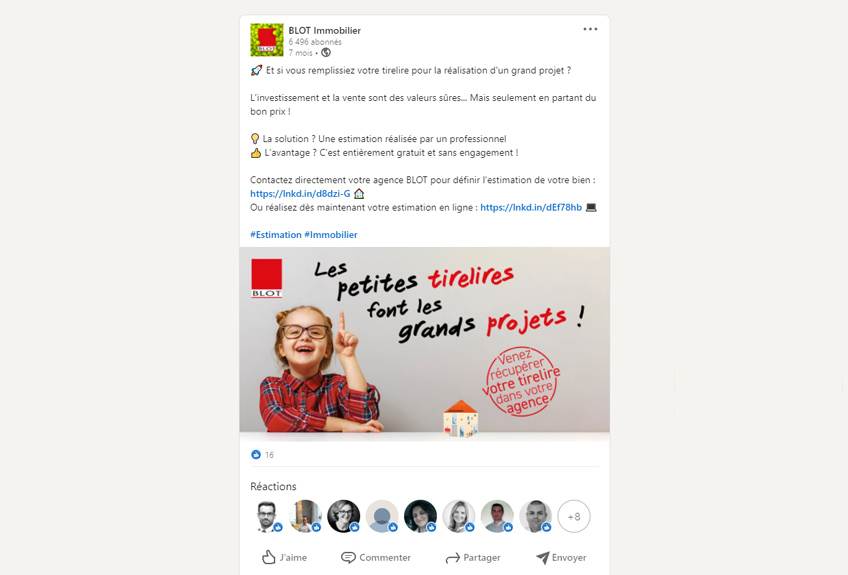 BLOT
BLOT Immobilier
6 496 abonnés
7 mois •
Et si vous remplissiez votre tirelire pour la réalisation d'un grand projet ?
L'investissement et la vente sont des valeurs sûres... Mais seulement en partant du
bon prix !
La solution ? Une estimation réalisée par un professionnel
L'avantage ? C'est entièrement gratuit et sans engagement !
Contactez directement votre agence BLOT pour définir l'estimation de votre bien :
https://lnkd.in/d8dzi-G
Ou réalisez dès maintenant votre estimation en ligne : https://lnkd.in/dEf78hb
#Estimation #Immobilier
BLOT
Les
petites tirelires
font les
grands projets !
Venez
récupérer
votre tirelire
dans votre
agence
16
Réactions
+8
J'aime
Commenter
Partager
Envoyer